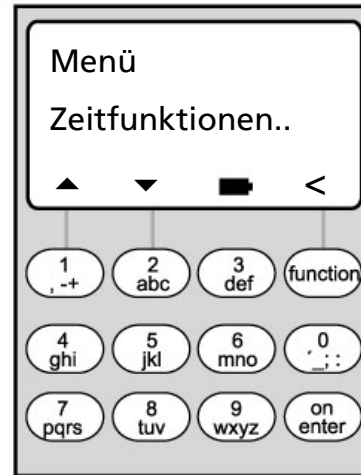 Menü
Zeitfunktionen..
<
1
, -+
2
abc
3
def
function
4
ghi
5
jkl
6
mno
0
´_; :
7
pqrs
8
tuv
9
wxyz
on
enter